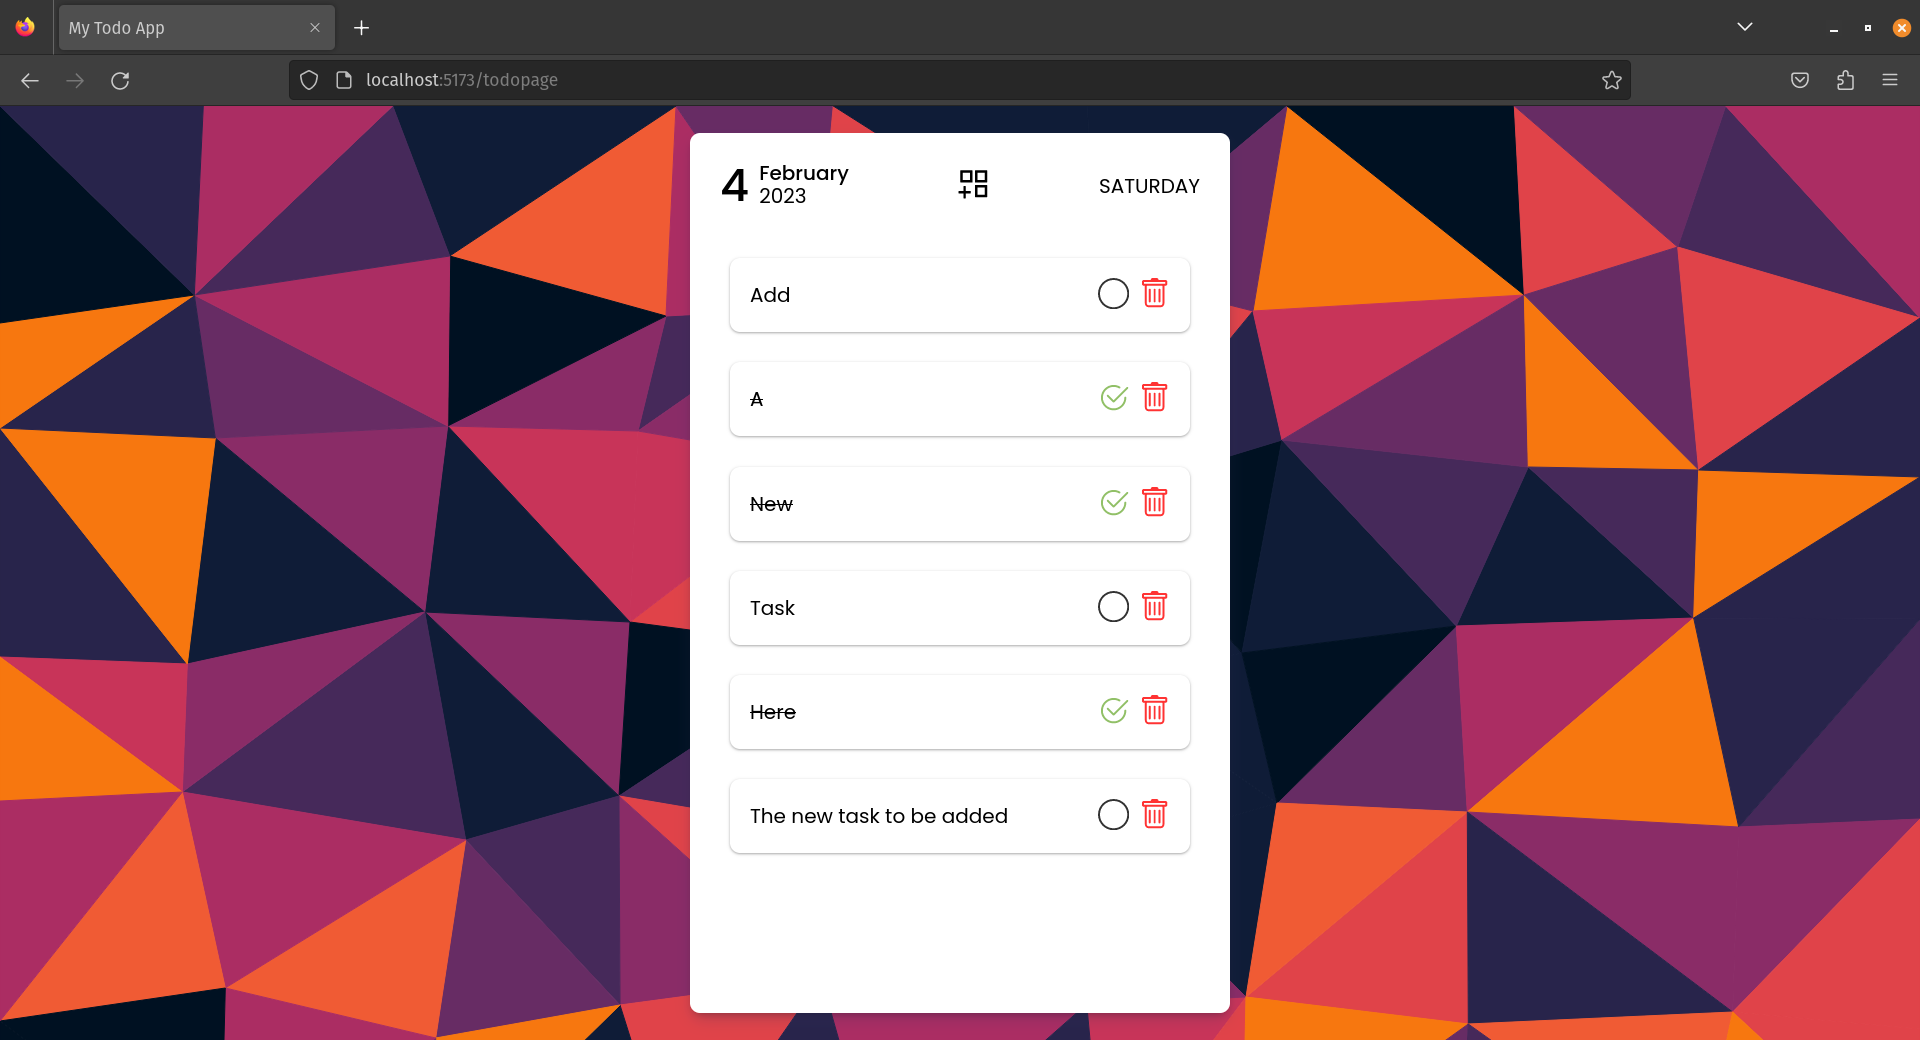 My Todo App
localhost:5173/todopage
4
February
2023
SATURDAY
Add
A
New
Task
Here
The new task to be added